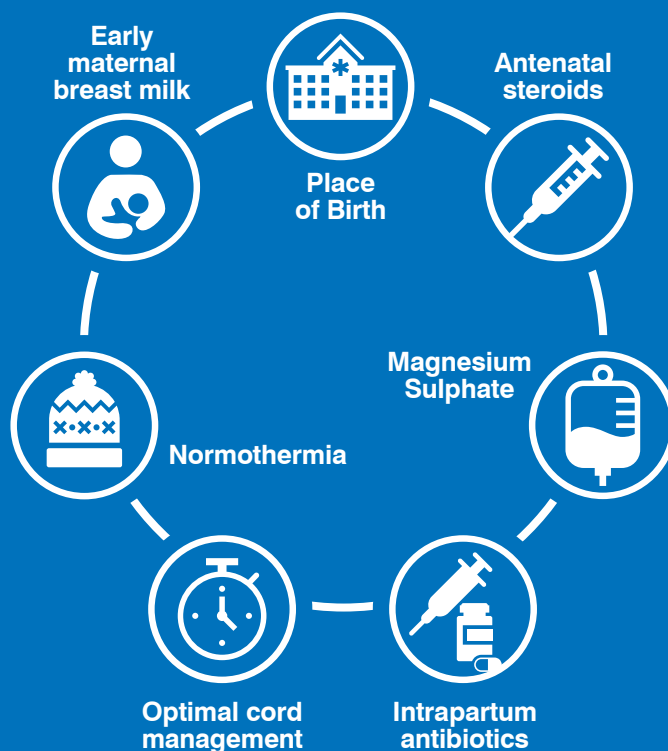 Early
maternal
breast milk
Place
of Birth
Antenatal
steroids
Magnesium
Sulphate
Normothermia
Optimal cord
management
Intrapartum
antibiotics